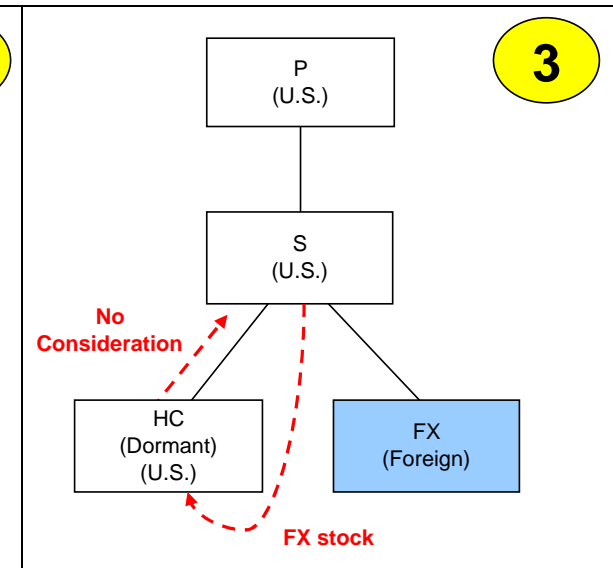 3
P
(U.S.)
S
(U.S.)
No
Consideration
HC
(Dormant)
(U.S.)
FX
(Foreign)
FX stock